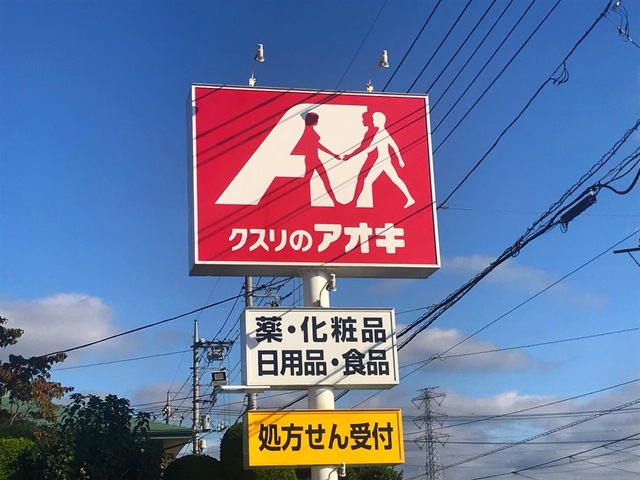 A
クスリのアオキ
薬・化粧品
日用品・食品
処方せん受付